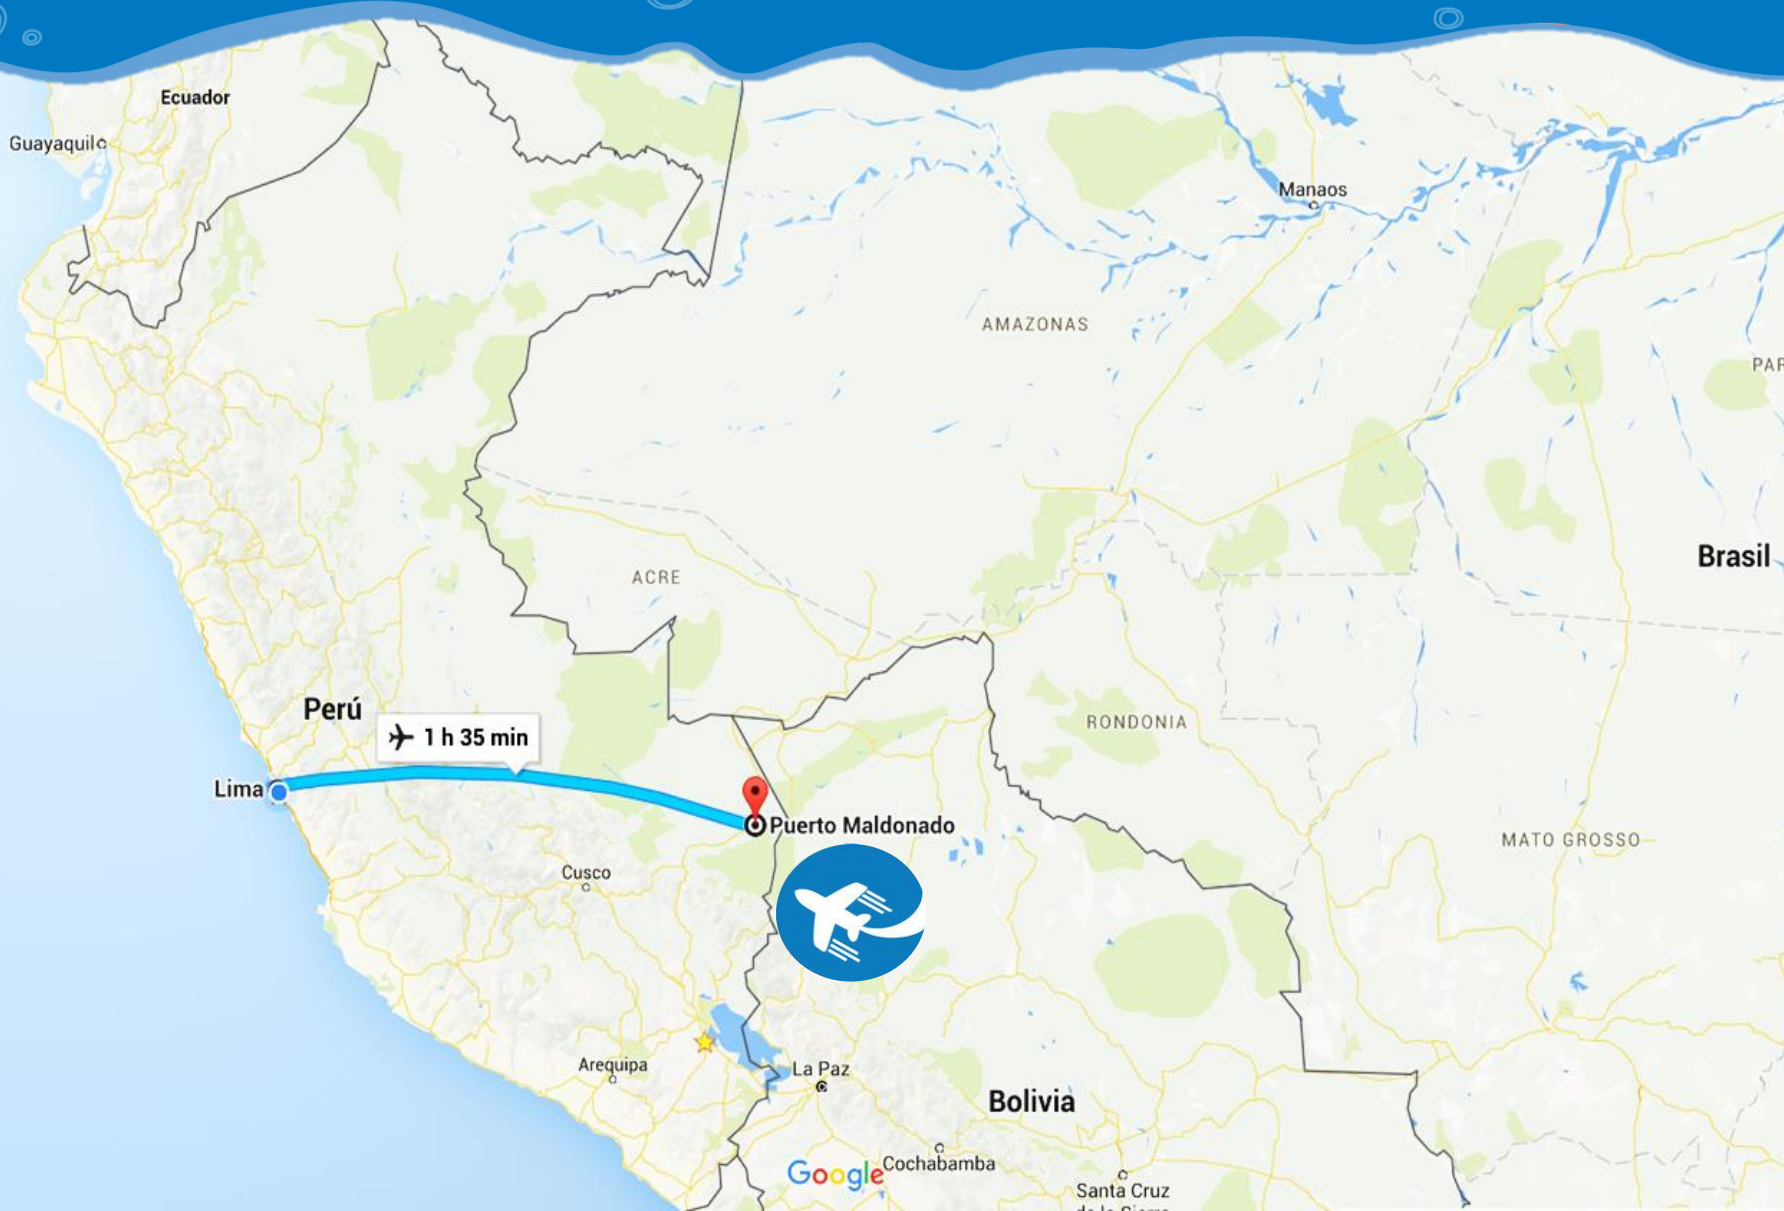 Ecuador
Guayaquil
Manaos
AMAZONAS
Brasil
ACRE
Perú
1 h 35 min
RONDONIA
Lima
Puerto Maldonado
MATO GROSSO
Cusco
Arequipa
La Paz
Bolivia
Google
Cochabamba
Santa Cruz